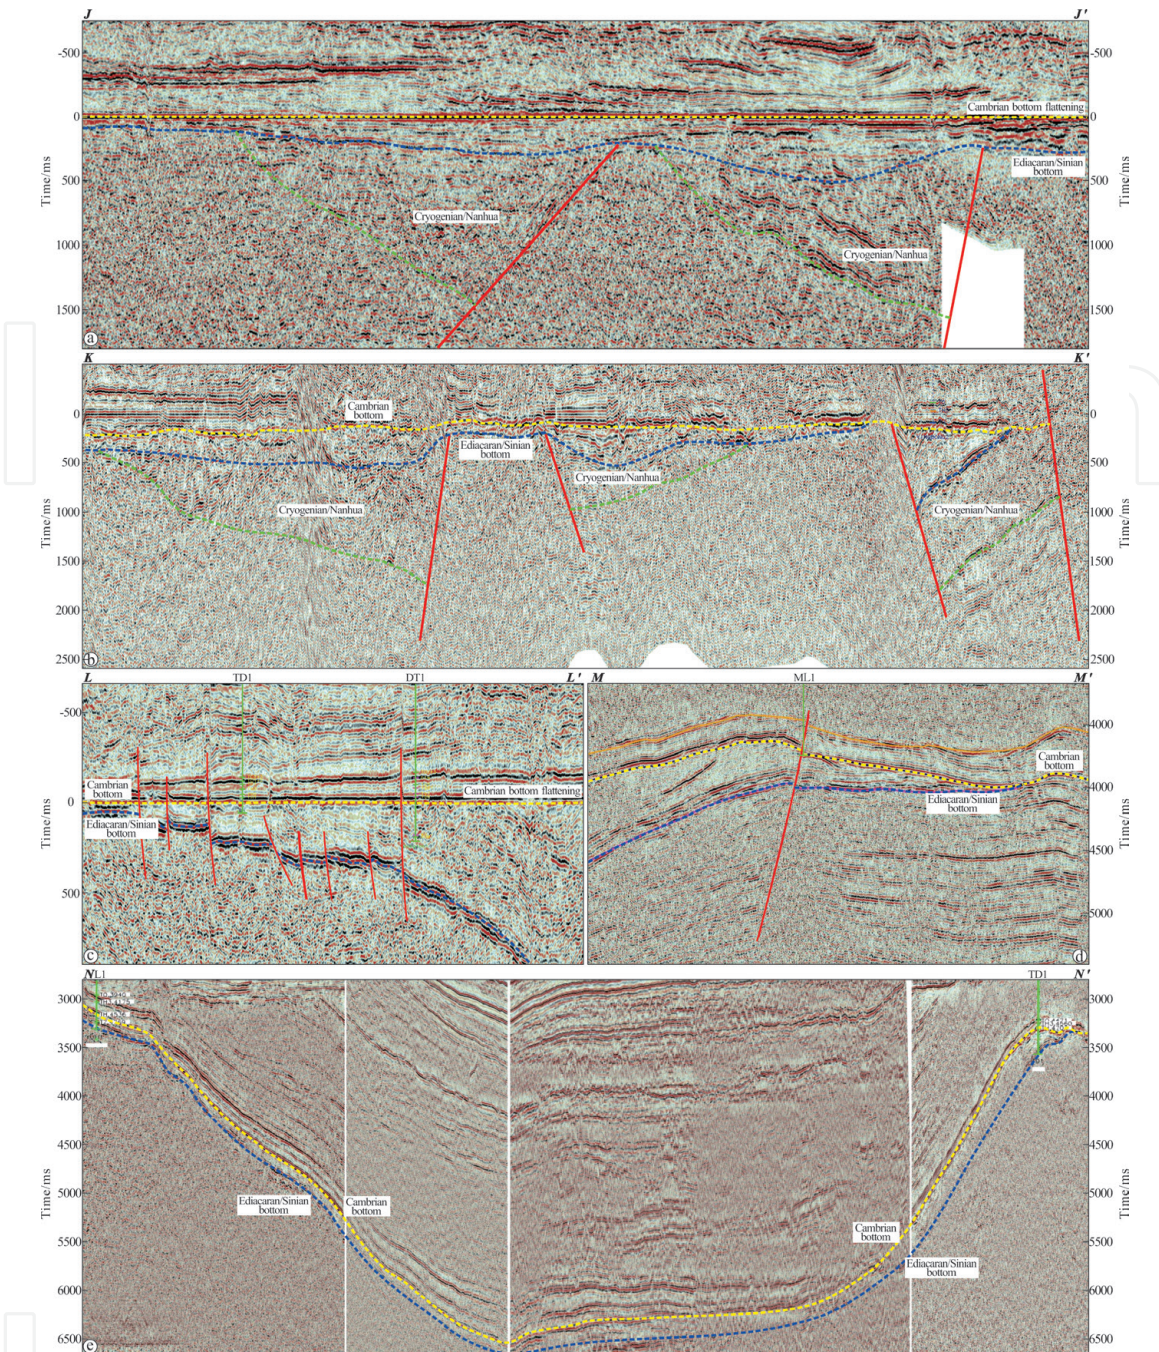 J
J′
-500
-500
Cambrian bottom flattening
0
0
Ediacaran/Sinian
bottom
Time/ms
Time/ms
500
500
Cryogenian/Nanhua
Cryogenian/Nanhua
1000
1000
1500
1500
a
K
K′
Cambrian
bottom
0
0
Ediacaran/Sinian
bottom
500
500
Cryogenian/Nanhua
Cryogenian/Nanhua
Cryogenian/Nanhua
Time/ms
Time/ms
1000
1000
1500
1500
2000
2000
2500
2500
b
L
TD1
DT1
L′
M
ML1
M′
-500
Cambrian
bottom
Cambrian bottom flattening
0
Ediacaran/Sinian
bottom
Time/ms
500
c
4000
Cambrian
bottom
4000
Ediacaran/Sinian
bottom
Time/ms
4500
5000
d
N
L1
TD1
N′
3000
3000
3500
3500
4000
4000
4500
4500
Time/ms
Time/ms
5000
5000
Ediacaran/Sinian
bottom
Cambrian
bottom
Cambrian
bottom
5500
5500
Ediacaran/Sinian
bottom
6000
6000
6500
6500
e